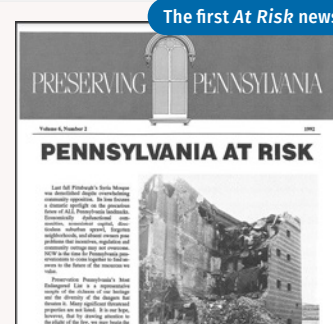 The first At Risk news
PRESERVING PENNSYLVANIA
Volume 6, Number 2 1992
PENNSYLVANIA AT RISK
Last fall Pittsburgh's Syria Mosque
was demolished despite overwhelming
community opposition. Its loss focuses
a dramatic spotlight on the precarious
future of ALL Pennsylvania landmarks.
Economically dysfunctional com-
munities, nonexistent capital, disc-
timious suburban sprawl, forgotten
neighborhoods, and absent owners pose
problems that incentives, regulation and
community outrage may not overcome.
NOW is the time for Pennsylvania pres-
ervationists to come together to find an-
swers to the future of the resources we
value.
Preservation Pennsylvania's Most
Endangered List is a representative
sample of the richness of our heritage
and the diversity of the dangers that
threaten it. Many significant threatened
properties are not listed. It is our hope,
however, that by drawing attention to
the plight of the few, we may begin the